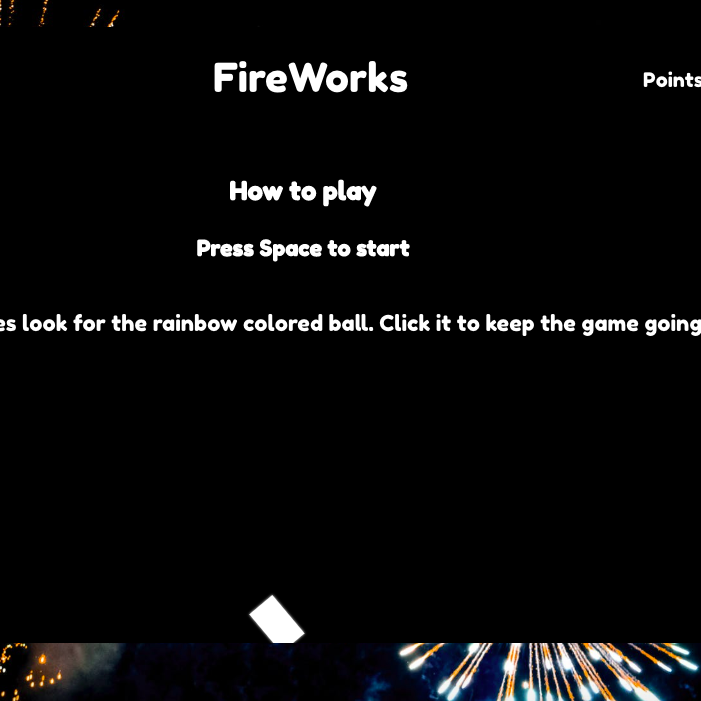 FireWorks
Points
How to play
Press Space to start
es look for the rainbow colored ball. Click it to keep the game going